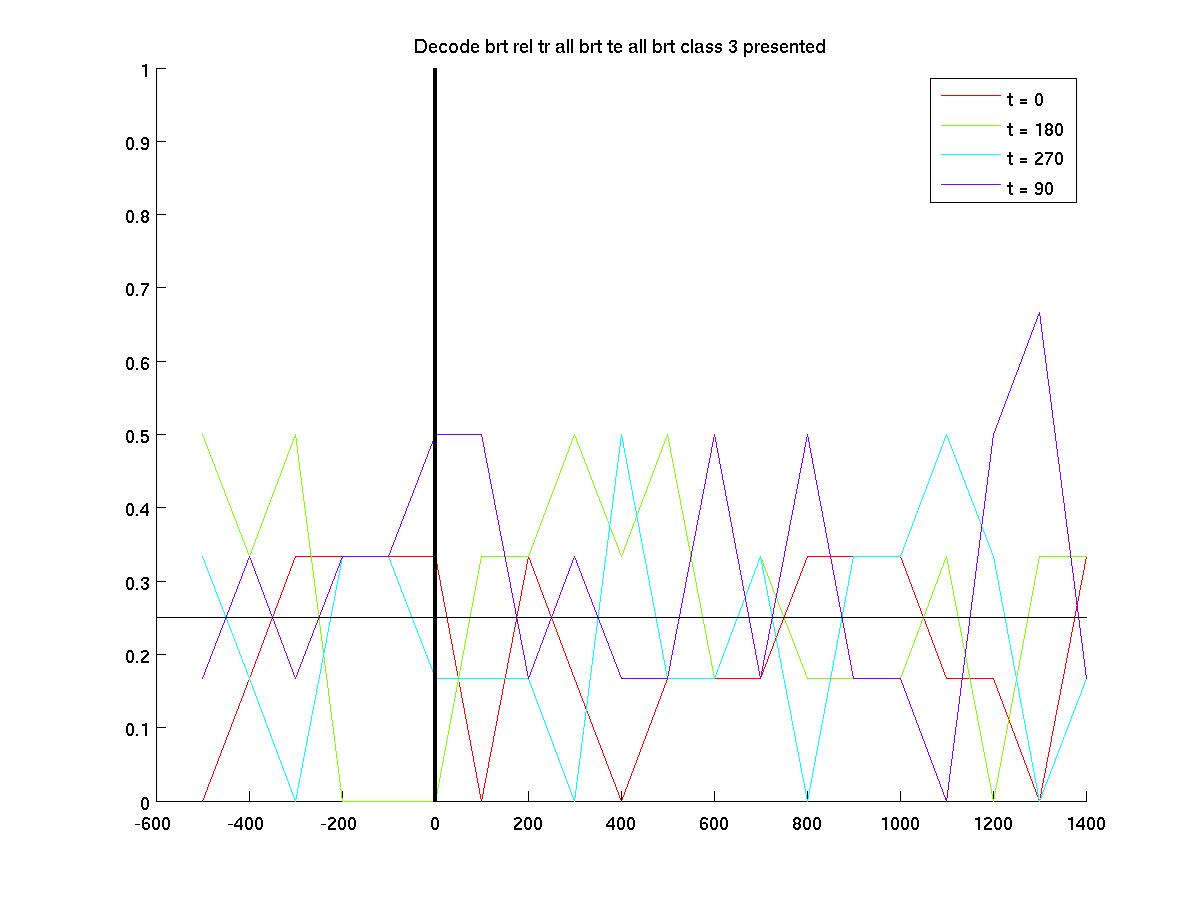 Decode brt rel tr all brt te all brt class 3 presented
1
0.9
0.8
0.7
0.6
0.5
0.4
0.3
0.2
0.1
0
-600 -400 -200 0 200 400 600 800 1000 1200 1400
t = 0
t = 180
t = 270
t = 90